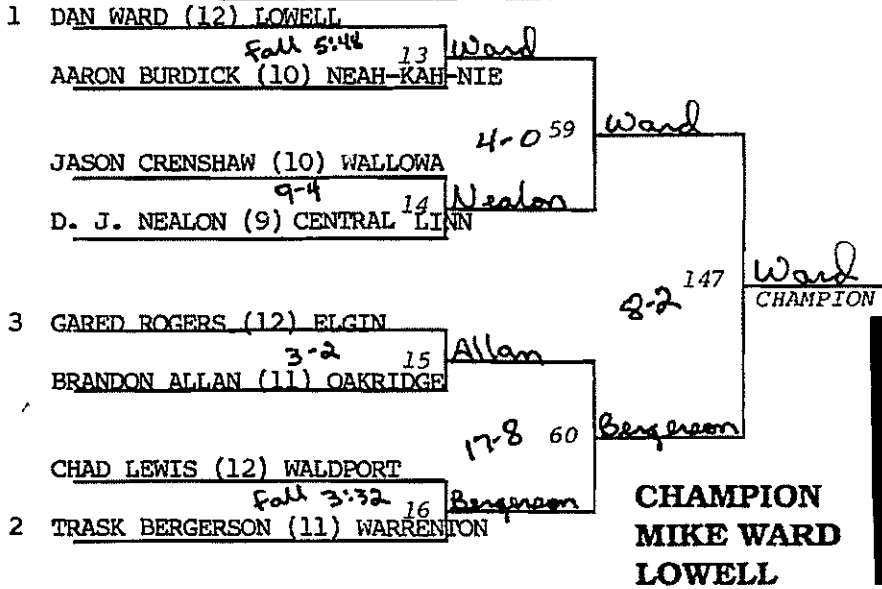 1 DAN WARD (12) LOWELL
Fall 5:48
13 Ward
AARON BURDICK (10) NEAH-KAH-NIE
4-0 59 Ward
JASON CRENSHAW (10) WALLOWA
9-4
14 Nealon
D. J. NEALON (9) CENTRAL LINN
8-2 147 Ward
CHAMPION
3 GARED ROGERS (12) ELGIN
3-2
15 Allan
BRANDON ALLAN (11) OAKRIDGE
17-8 60 Bergerson
CHAD LEWIS (12) WALDPORT
Fall 3:32
16 Bergerson
2 TRASK BERGERSON (11) WARRENTON
CHAMPION
MIKE WARD
LOWELL